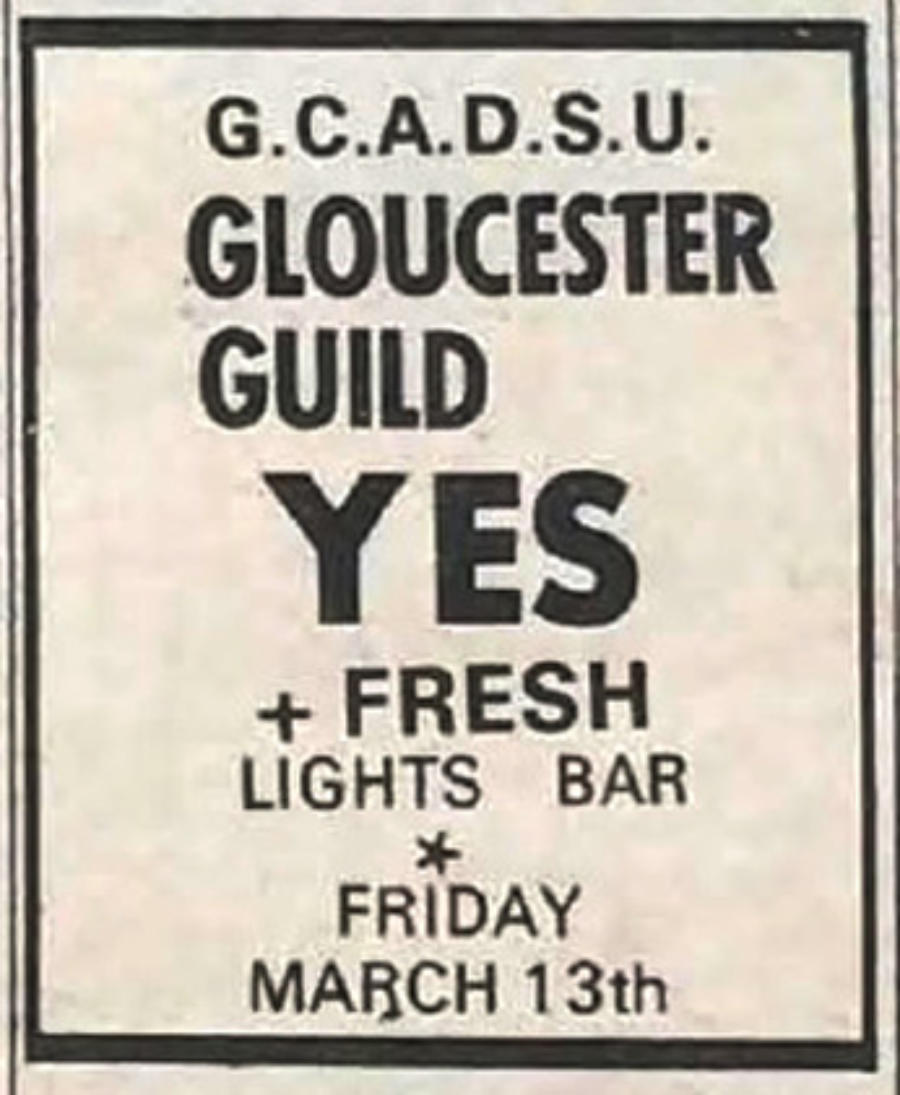 G.C.A.D.S.U.
GLOUCESTER
GUILD
YES
+ FRESH
LIGHTS BAR
*
FRIDAY
MARCH 13th